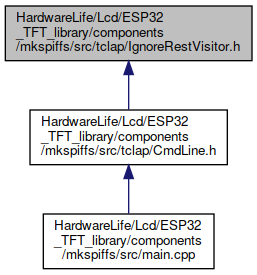 HardwareLife/Lcd/ESP32
_TFT_library/components
/mkspiffs/src/tclap/IgnoreRestVisitor.h
HardwareLife/Lcd/ESP32
_TFT_library/components
/mkspiffs/src/tclap/CmdLine.h
HardwareLife/Lcd/ESP32
_TFT_library/components
/mkspiffs/src/main.cpp